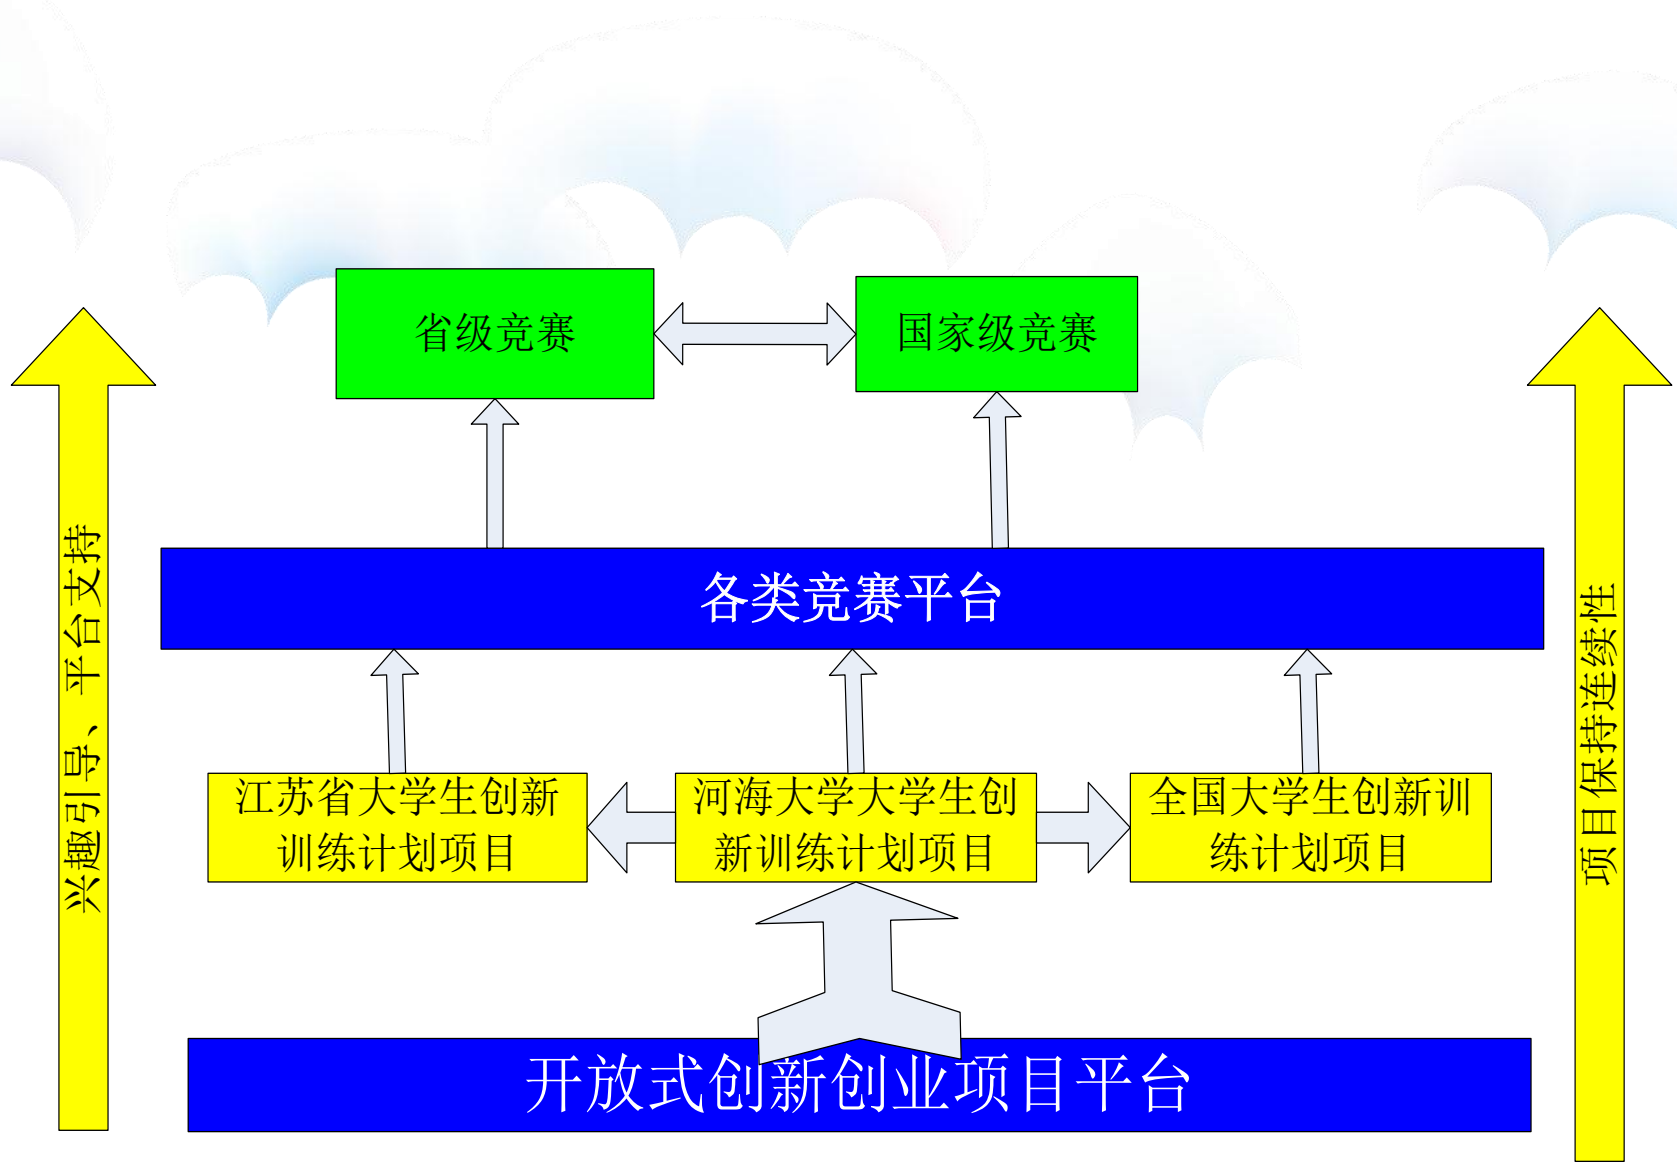 省级竞赛
国家级竞赛
各类竞赛平台
江苏省大学生创新
训练计划项目
河海大学大学生创
新训练计划项目
全国大学生创新训
练计划项目
开放式创新创业项目平台
兴趣引导、平台支持
项目保持连续性